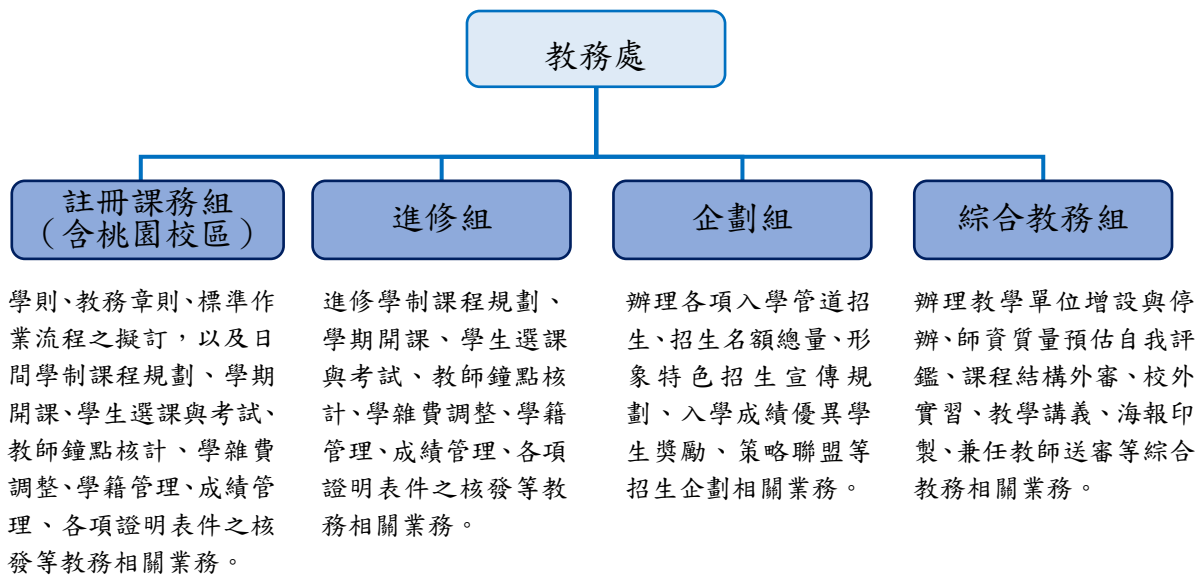 教務處
註冊課務組
（含桃園校區）
進修組
企劃組
綜合教務組
學則、教務章則、標準作
業流程之擬訂，以及日
間學制課程規劃、學期
開課、學生選課與考試、
教師鐘點核計、學雜費
調整、學籍管理、成績管
理、各項證明表件之核
發等教務相關業務。
進修學制課程規劃、
學期開課、學生選課
與考試、教師鐘點核
計、學雜費調整、學籍
管理、成績管理、各項
證明表件之核發等教
務相關業務。
辦理各項入學管道招
生、招生名額總量、形
象特色招生宣傳規
劃、入學成績優異學
生獎勵、策略聯盟等
招生企劃相關業務。
辦理教學單位增設與停
辦、師資質量預估自我評
鑑、課程結構外審、校外
實習、教學講義、海報印
製、兼任教師送審等綜合
教務相關業務。